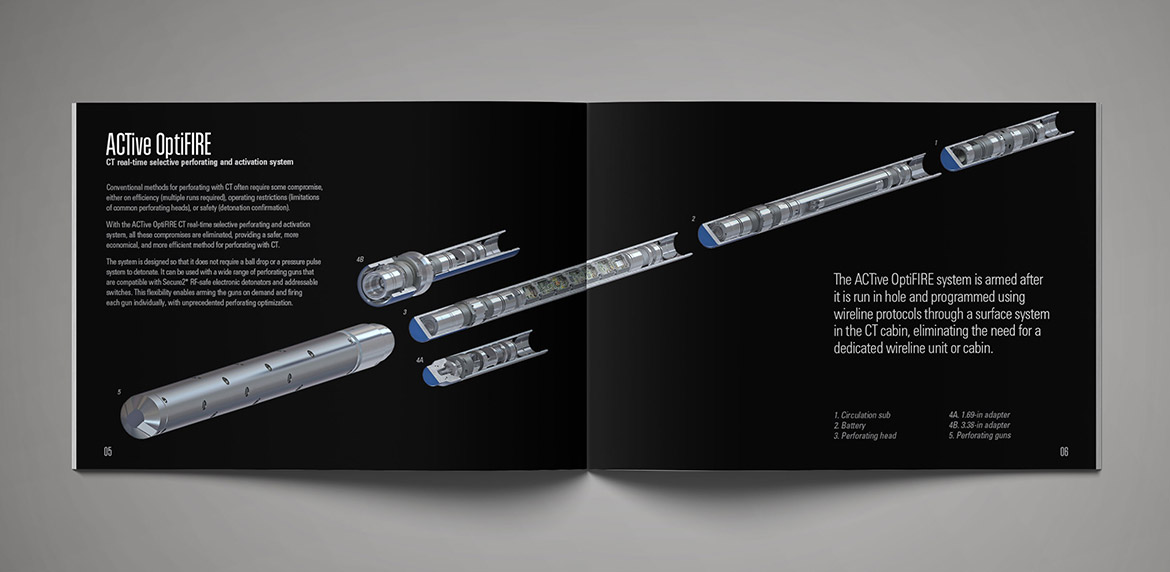 ACTive OptiFIRE
CT real-time selective perforating and activation system
Conventional methods for perforating with CT often require some compromise,
either on efficiency (multiple runs required), operating restrictions (limitations
of common perforating heads), or safety (detonation confirmation).
With the ACTive OptiFIRE CT real-time selective perforating and activation
system, all these compromises are eliminated, providing a safer, more
economical, and more efficient method for perforating with CT.
The system is designed so that it does not require a ball drop or a pressure pulse
system to detonate. It can be used with a wide range of perforating guns that
are compatible with Secure2* RF-safe electronic detonators and addressable
switches. This flexibility enables arming the guns on demand and firing
each gun individually, with unprecedented perforating optimization.
4B
3
4A
5
05
1
2
The ACTive OptiFIRE system is armed after
it is run in hole and programmed using
wireline protocols through a surface system
in the CT cabin, eliminating the need for a
dedicated wireline unit or cabin.
1. Circulation sub
2. Battery
3. Perforating head
4A. 1.69-in adapter
4B. 3.38-in adapter
5. Perforating guns
06